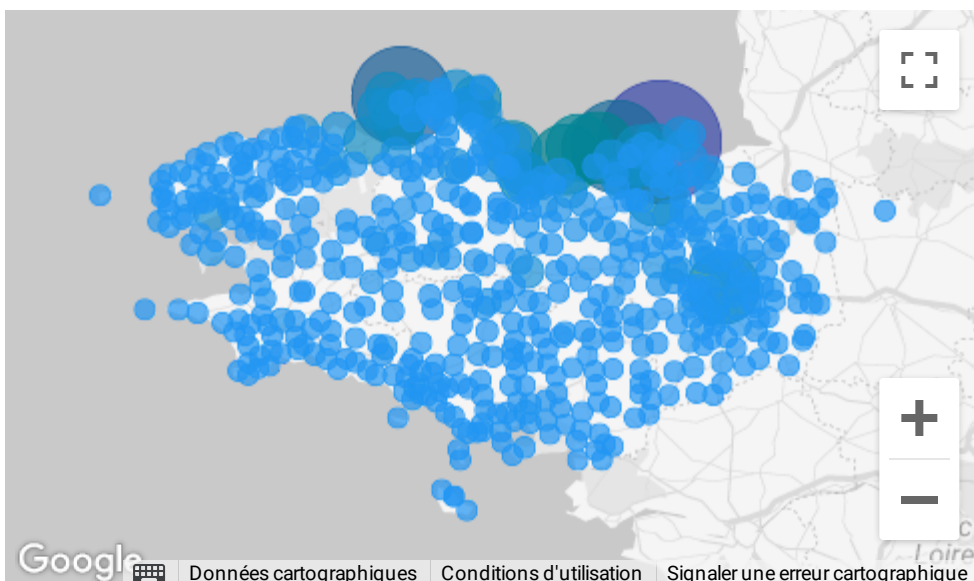 c
Loire
Google
Données cartographiques
Conditions d'utilisation
Signaler une erreur cartographique